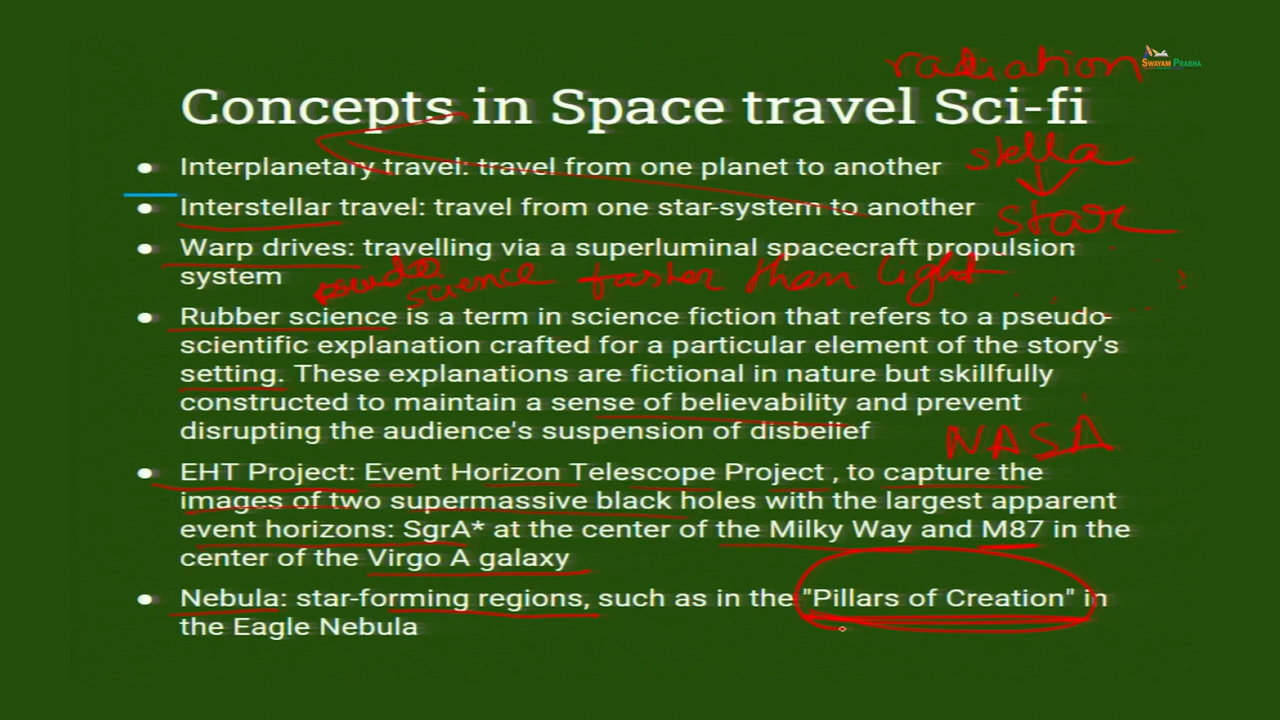 radiation
SWAYAM PRABHA
Concepts in Space travel Sci-fi
● Interplanetary travel: travel from one planet to another
stella
● Interstellar travel: travel from one star-system to another
star
● Warp drives: travelling via a superluminal spacecraft propulsion
system
science faster than light
● Rubber science is a term in science fiction that refers to a pseudo-
scientific explanation crafted for a particular element of the story's
setting. These explanations are fictional in nature but skillfully
constructed to maintain a sense of believability and prevent
disrupting the audience's suspension of disbelief
NASA
● EHT Project: Event Horizon Telescope Project , to capture the
images of two supermassive black holes with the largest apparent
event horizons: SgrA* at the center of the Milky Way and M87 in the
center of the Virgo A galaxy
● Nebula: star-forming regions, such as in the "Pillars of Creation" in
the Eagle Nebula